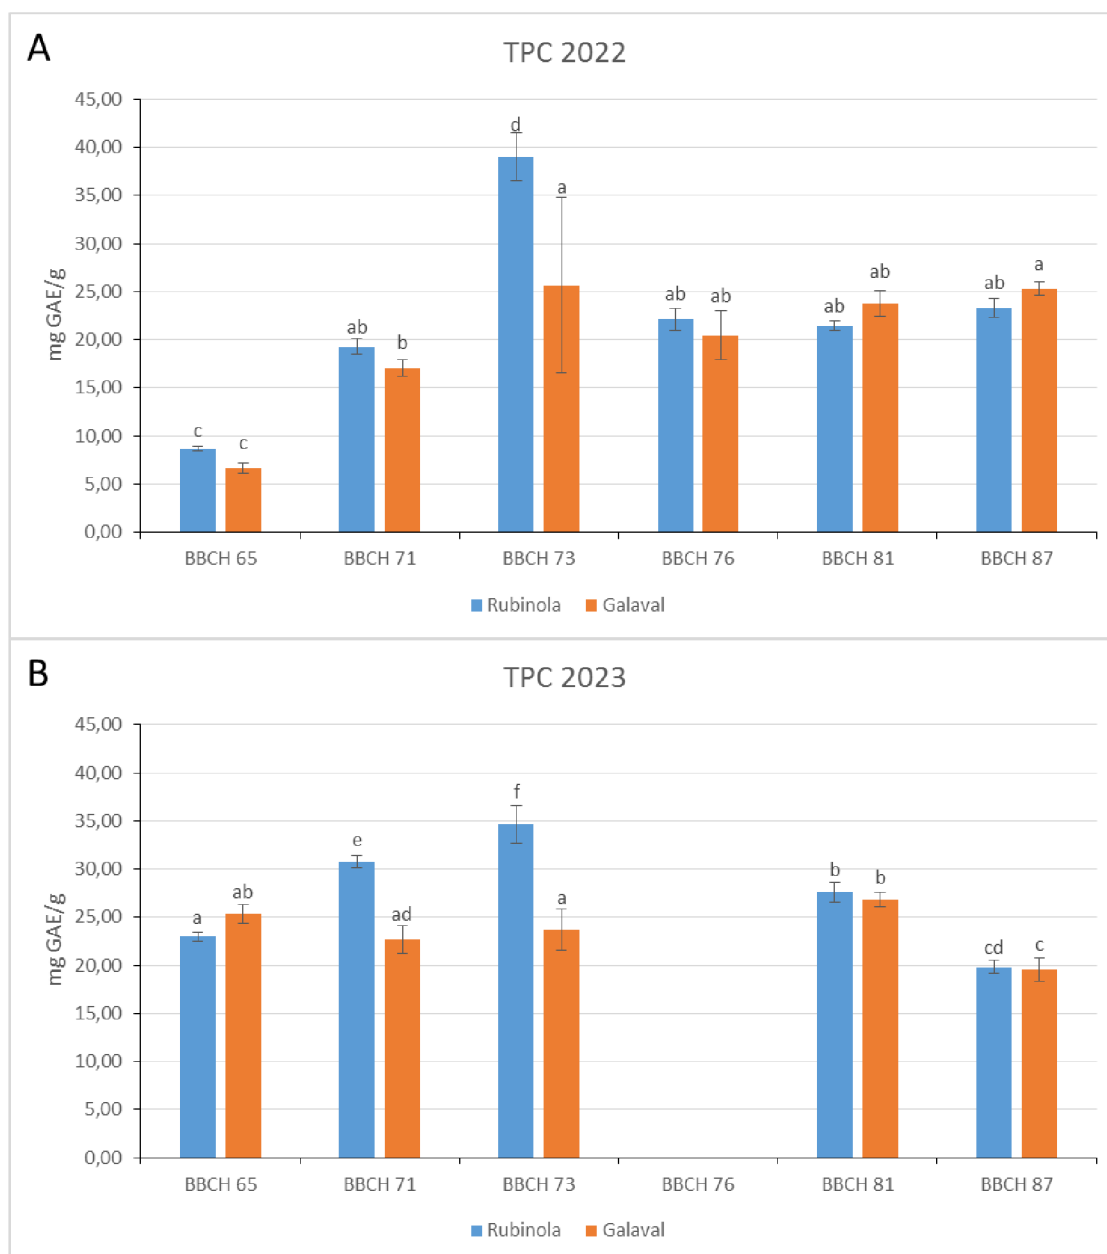 A
TPC 2022
mg GAE/g
45,00
40,00
35,00
30,00
25,00
20,00
15,00
10,00
5,00
0,00
c c ab b d a ab ab ab ab ab a
BBCH 65 BBCH 71 BBCH 73 BBCH 76 BBCH 81 BBCH 87
Rubinola Galaval
B
TPC 2023
mg GAE/g
45,00
40,00
35,00
30,00
25,00
20,00
15,00
10,00
5,00
0,00
a ab e ad f a b b cd c
BBCH 65 BBCH 71 BBCH 73 BBCH 76 BBCH 81 BBCH 87
Rubinola Galaval